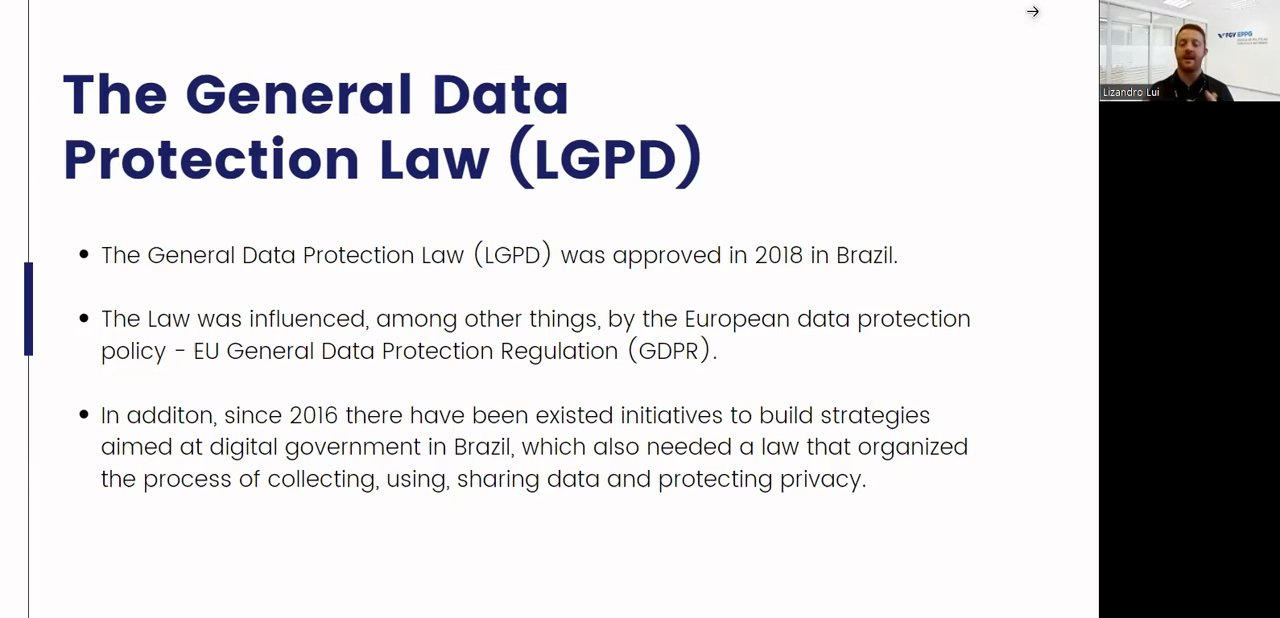 The General Data
Protection Law (LGPD)
• The General Data Protection Law (LGPD) was approved in 2018 in Brazil.
• The Law was influenced, among other things, by the European data protection
policy - EU General Data Protection Regulation (GDPR).
• In additon, since 2016 there have been existed initiatives to build strategies
aimed at digital government in Brazil, which also needed a law that organized
the process of collecting, using, sharing data and protecting privacy.
FGV EPPG
Lizandro Lui